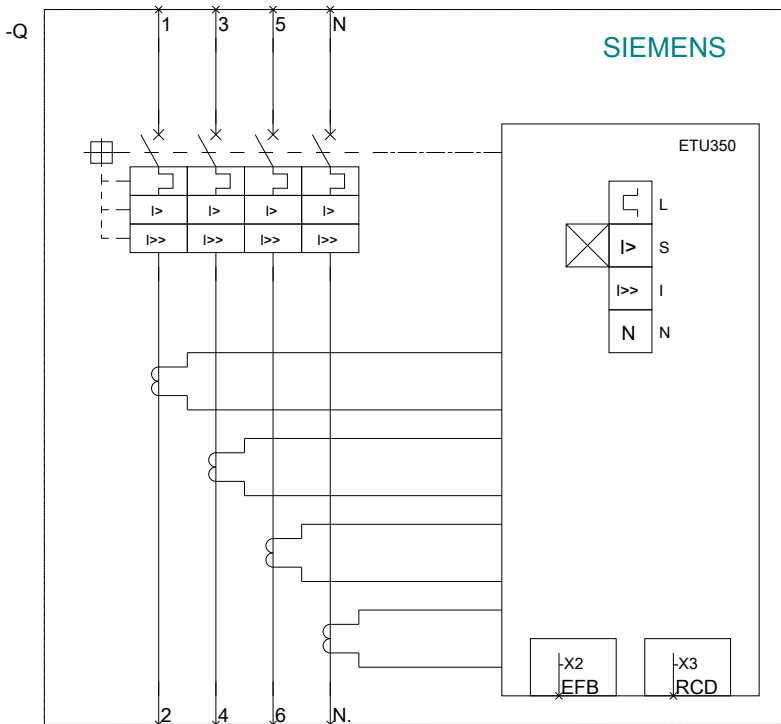 -Q
1 3 5 N
SIEMENS
ETU350
L
I> I> I> I>
I>> I>> I>> I>>
I> S
I>> I
N N
-X2
EFB
-X3
RCD
2 4 6 N.